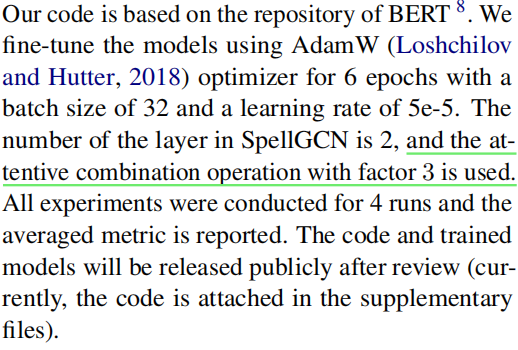 Our code is based on the repository of BERT 8. We
fine-tune the models using AdamW (Loshchilov
and Hutter, 2018) optimizer for 6 epochs with a
batch size of 32 and a learning rate of 5e-5. The
number of the layer in SpellGCN is 2, and the at-
tentive combination operation with factor 3 is used.
All experiments were conducted for 4 runs and the
averaged metric is reported. The code and trained
models will be released publicly after review (cur-
rently, the code is attached in the supplementary
files).